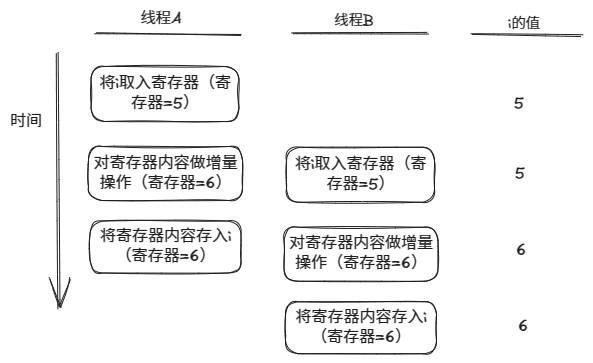 线程A
线程B
i的值
时间
将i取入寄存器（寄
存器=5）
5
对寄存器内容做增量
操作（寄存器=6）
将i取入寄存器（寄
存器=5）
5
将寄存器内容存入i
（寄存器=6）
对寄存器内容做增量
操作（寄存器=6）
6
将寄存器内容存入i
（寄存器=6）
6